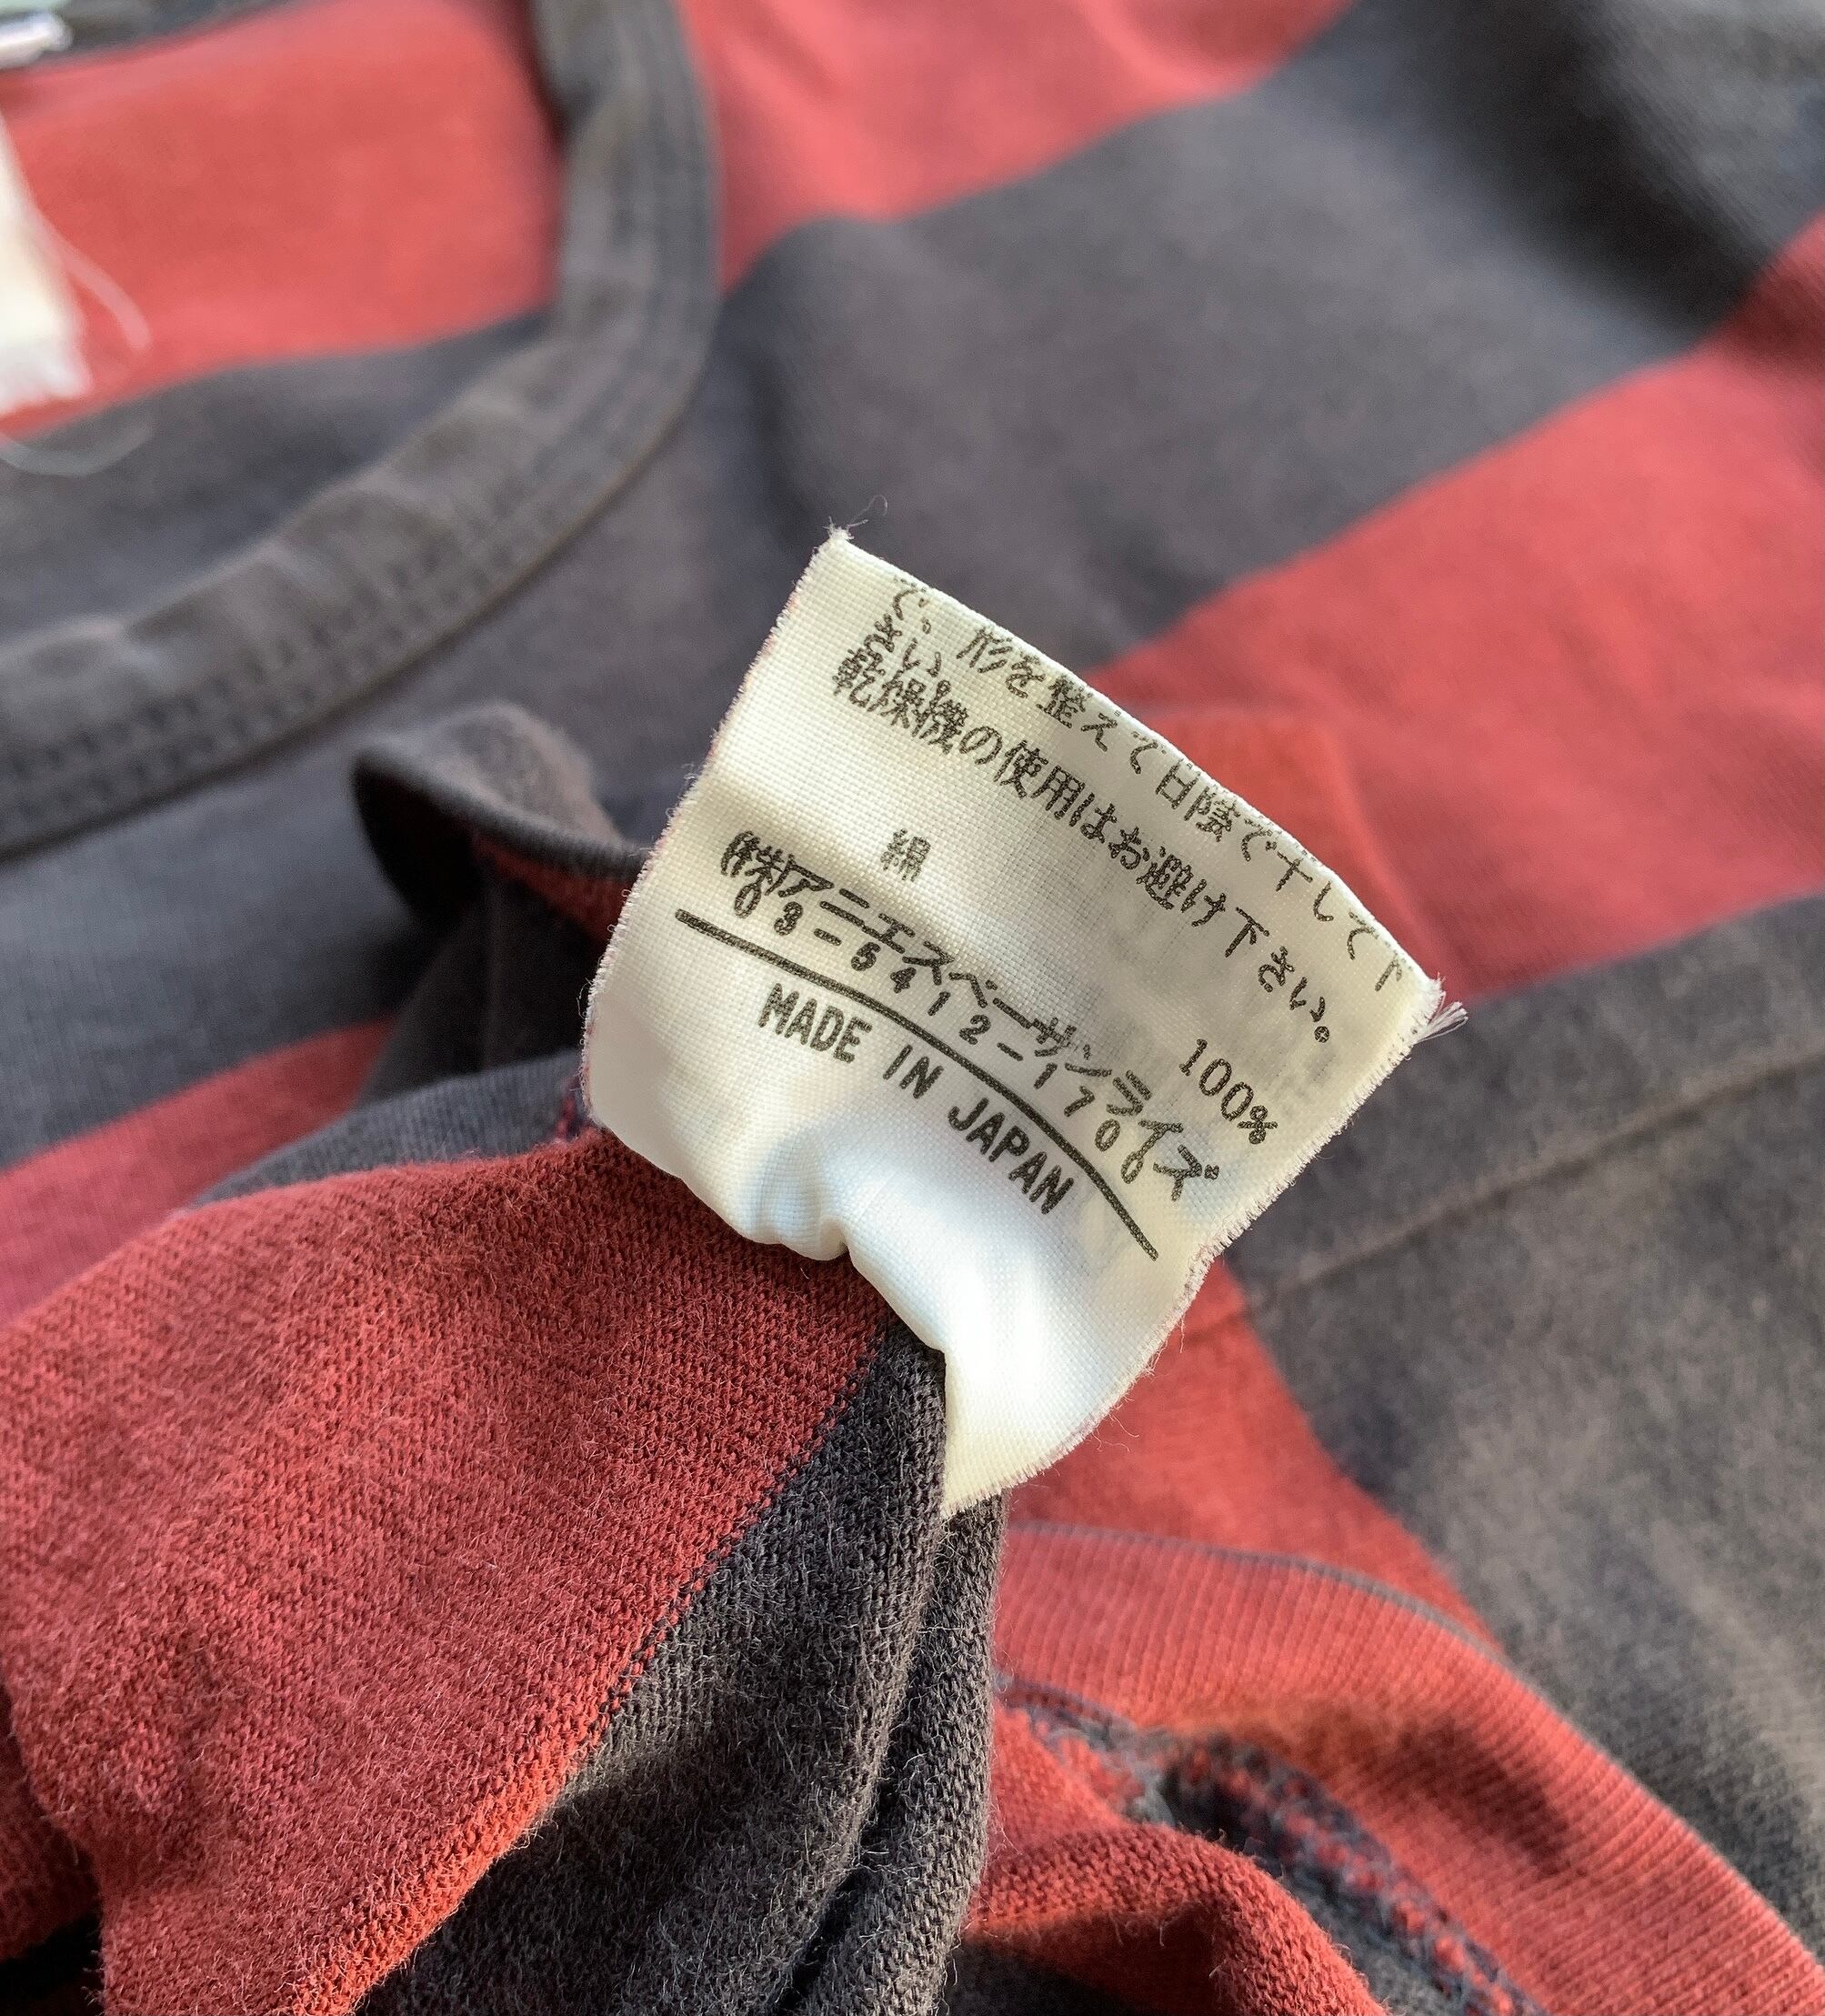 で、形を整えて日陰で干して下
さい。
乾燥機の使用はお避け下さい。
綿 100%
(株)アニエスベーサンライズ
03-5412-1700
MADE IN JAPAN